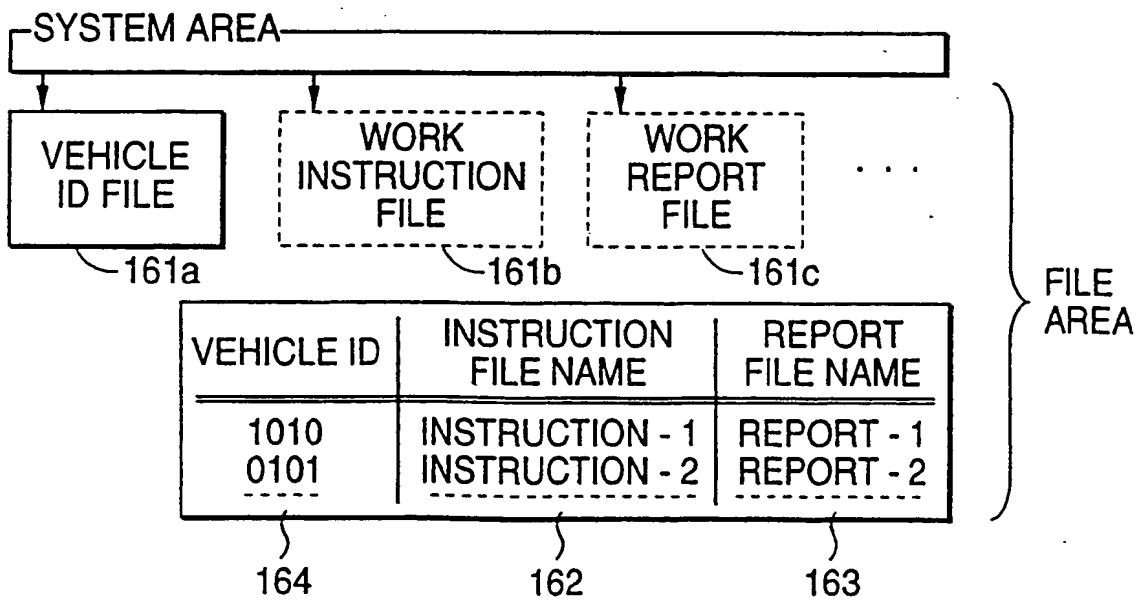 SYSTEM AREA
VEHICLE
ID FILE
WORK
INSTRUCTION
FILE
WORK
REPORT
FILE
. . .
161a
161b
161c
FILE
AREA
VEHICLE ID
INSTRUCTION
FILE NAME
REPORT
FILE NAME
1010 INSTRUCTION - 1 REPORT - 1
0101 INSTRUCTION - 2 REPORT - 2
164 162 163